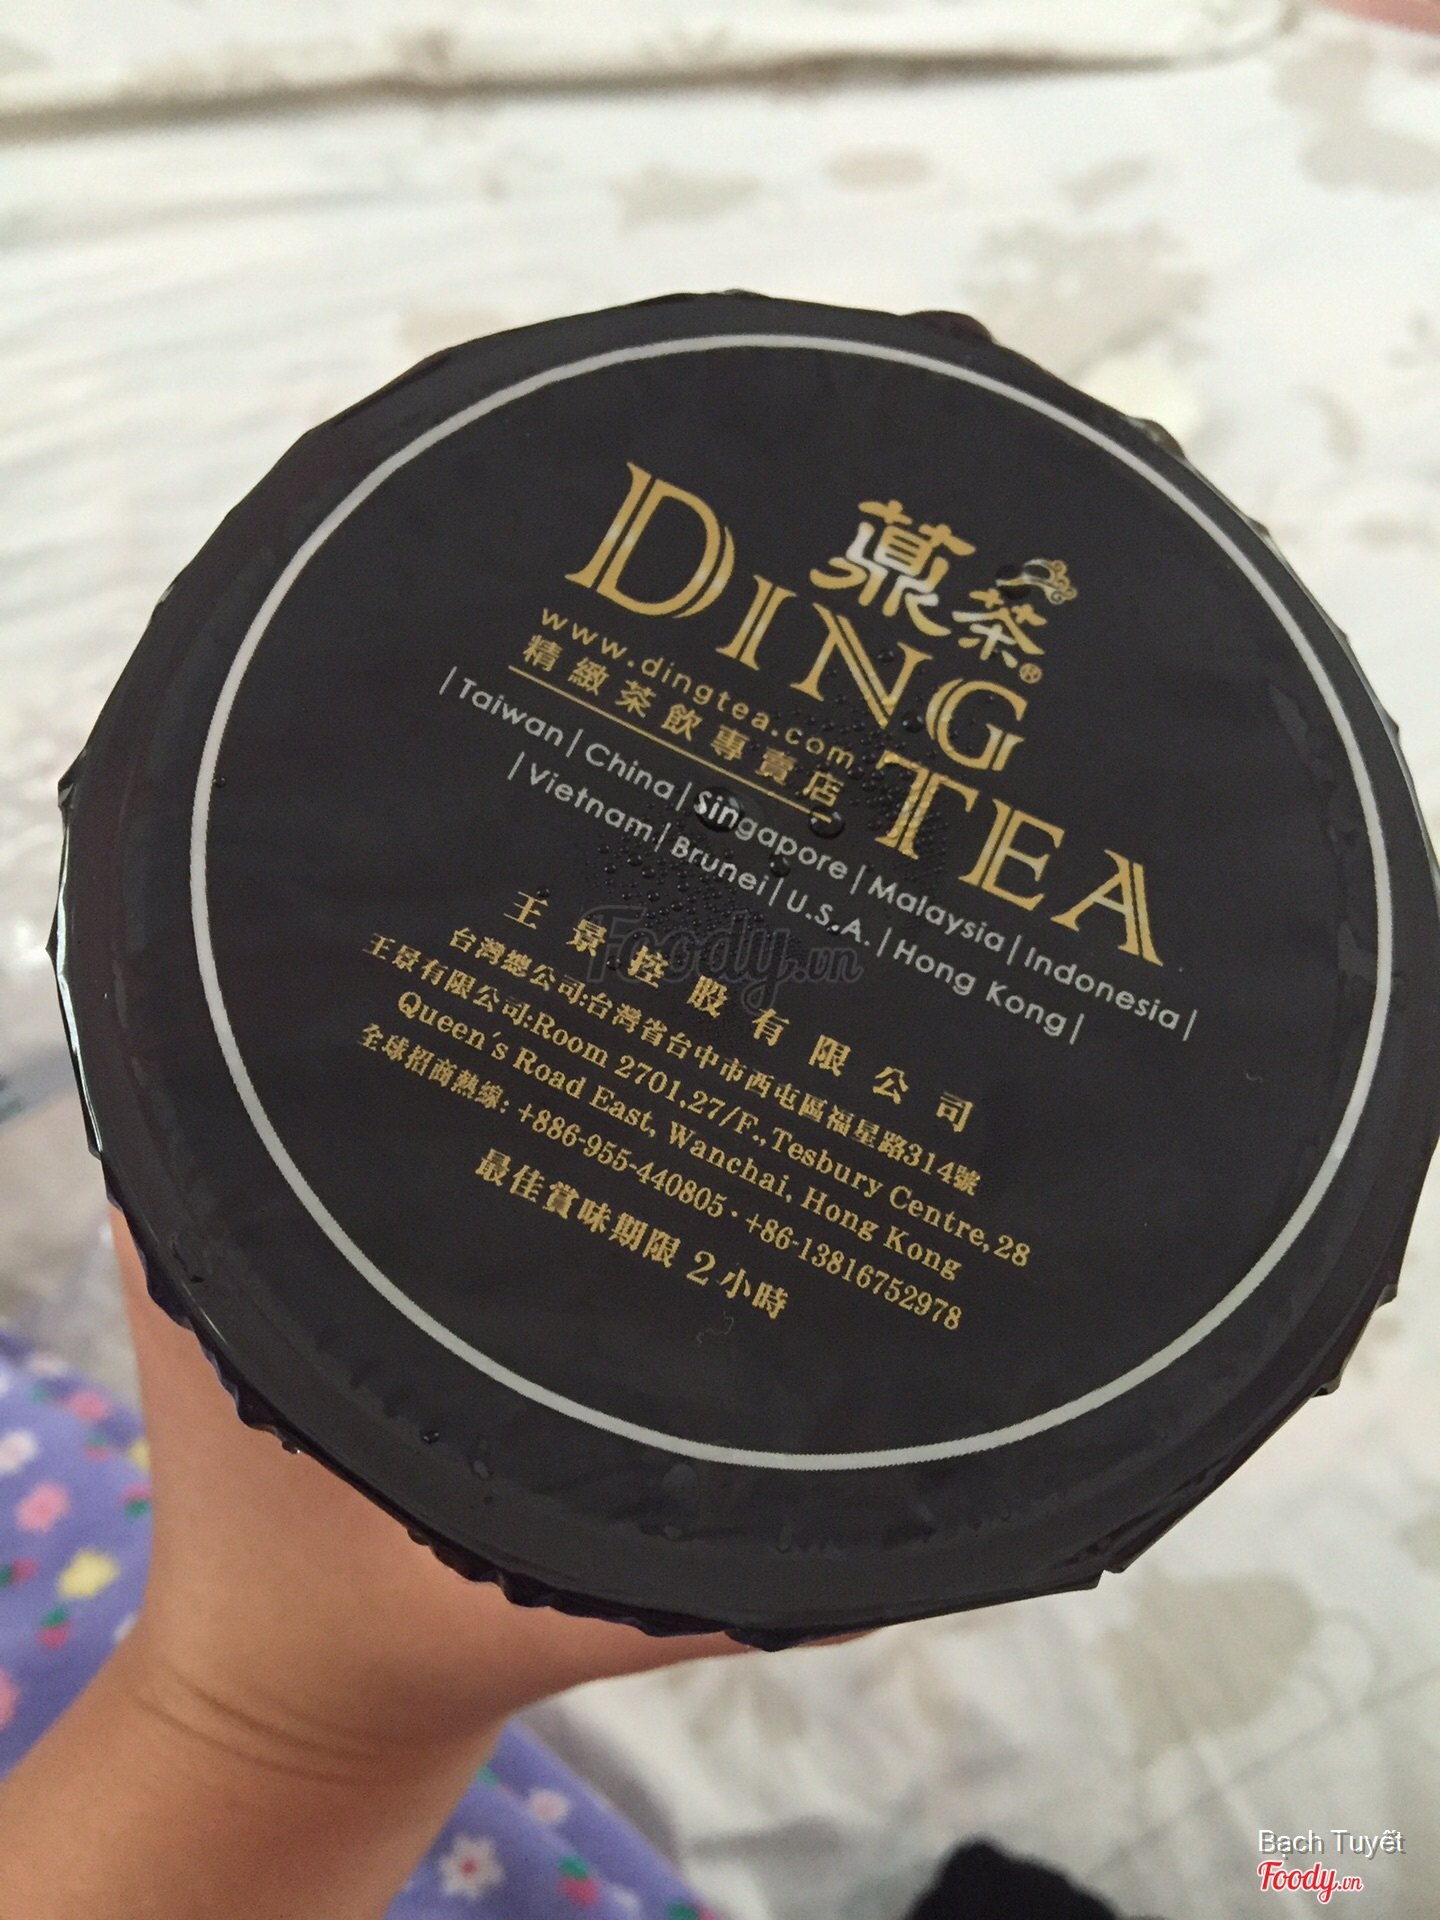 薡茶®
DING TEA
www.dingtea.com
精緻茶飲專賣店
|Taiwan|China|Singapore|Malaysia|Indonesia|
|Vietnam|Brunei|U.S.A.|Hong Kong|
王景控股有限公司
台灣總公司:台灣省台中市西屯區福星路314號
王景有限公司:Room 2701,27/F.,Tesbury Centre,28
Queen's Road East, Wanchai, Hong Kong
全球招商熱線: +886-955-440805 · +86-13816752978
最佳賞味期限 2小時
Foody.vn
Bạch Tuyết
Foody.vn